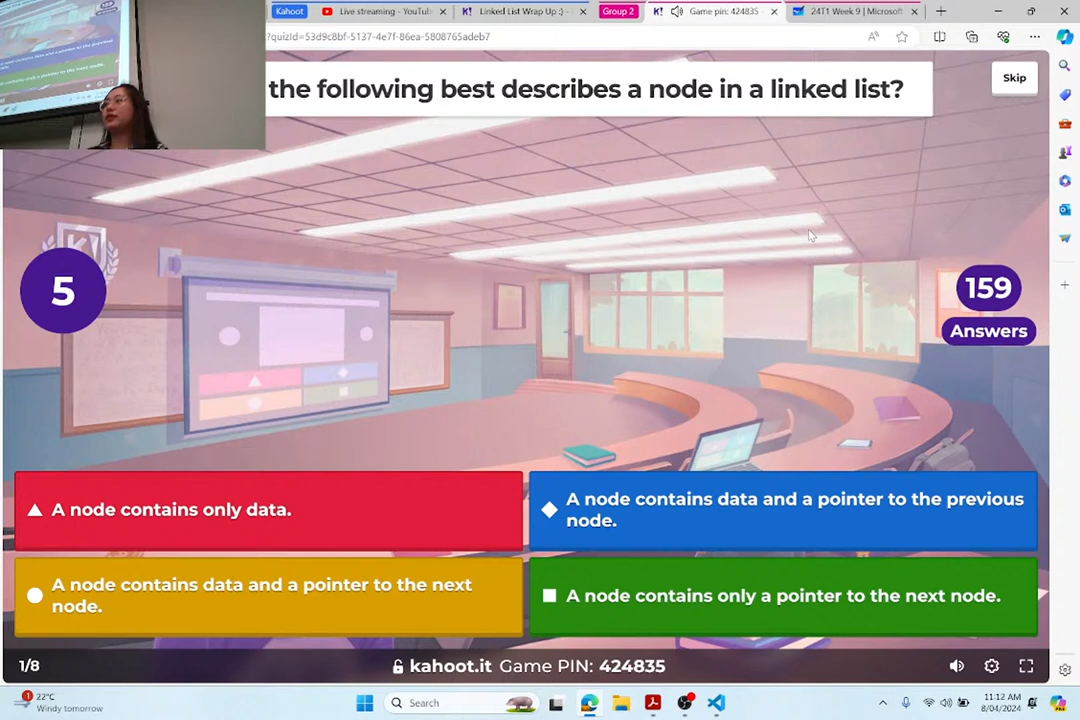 Kahoot
Live streaming - YouTub
Linked List Wrap Up :) -
Group 2
Game pin: 424835 -
24T1 Week 9 | Microsoft
?quizId=53d9c8bf-5137-4e7f-86ea-5808765adeb7
the following best describes a node in a linked list?
Skip
5
159
Answers
A node contains only data.
A node contains data and a pointer to the previous
node.
A node contains data and a pointer to the next
node.
A node contains only a pointer to the next node.
1/8
kahoot.it Game PIN: 424835
1
22°C
Windy tomorrow
Search
11:12 AM
8/04/2024